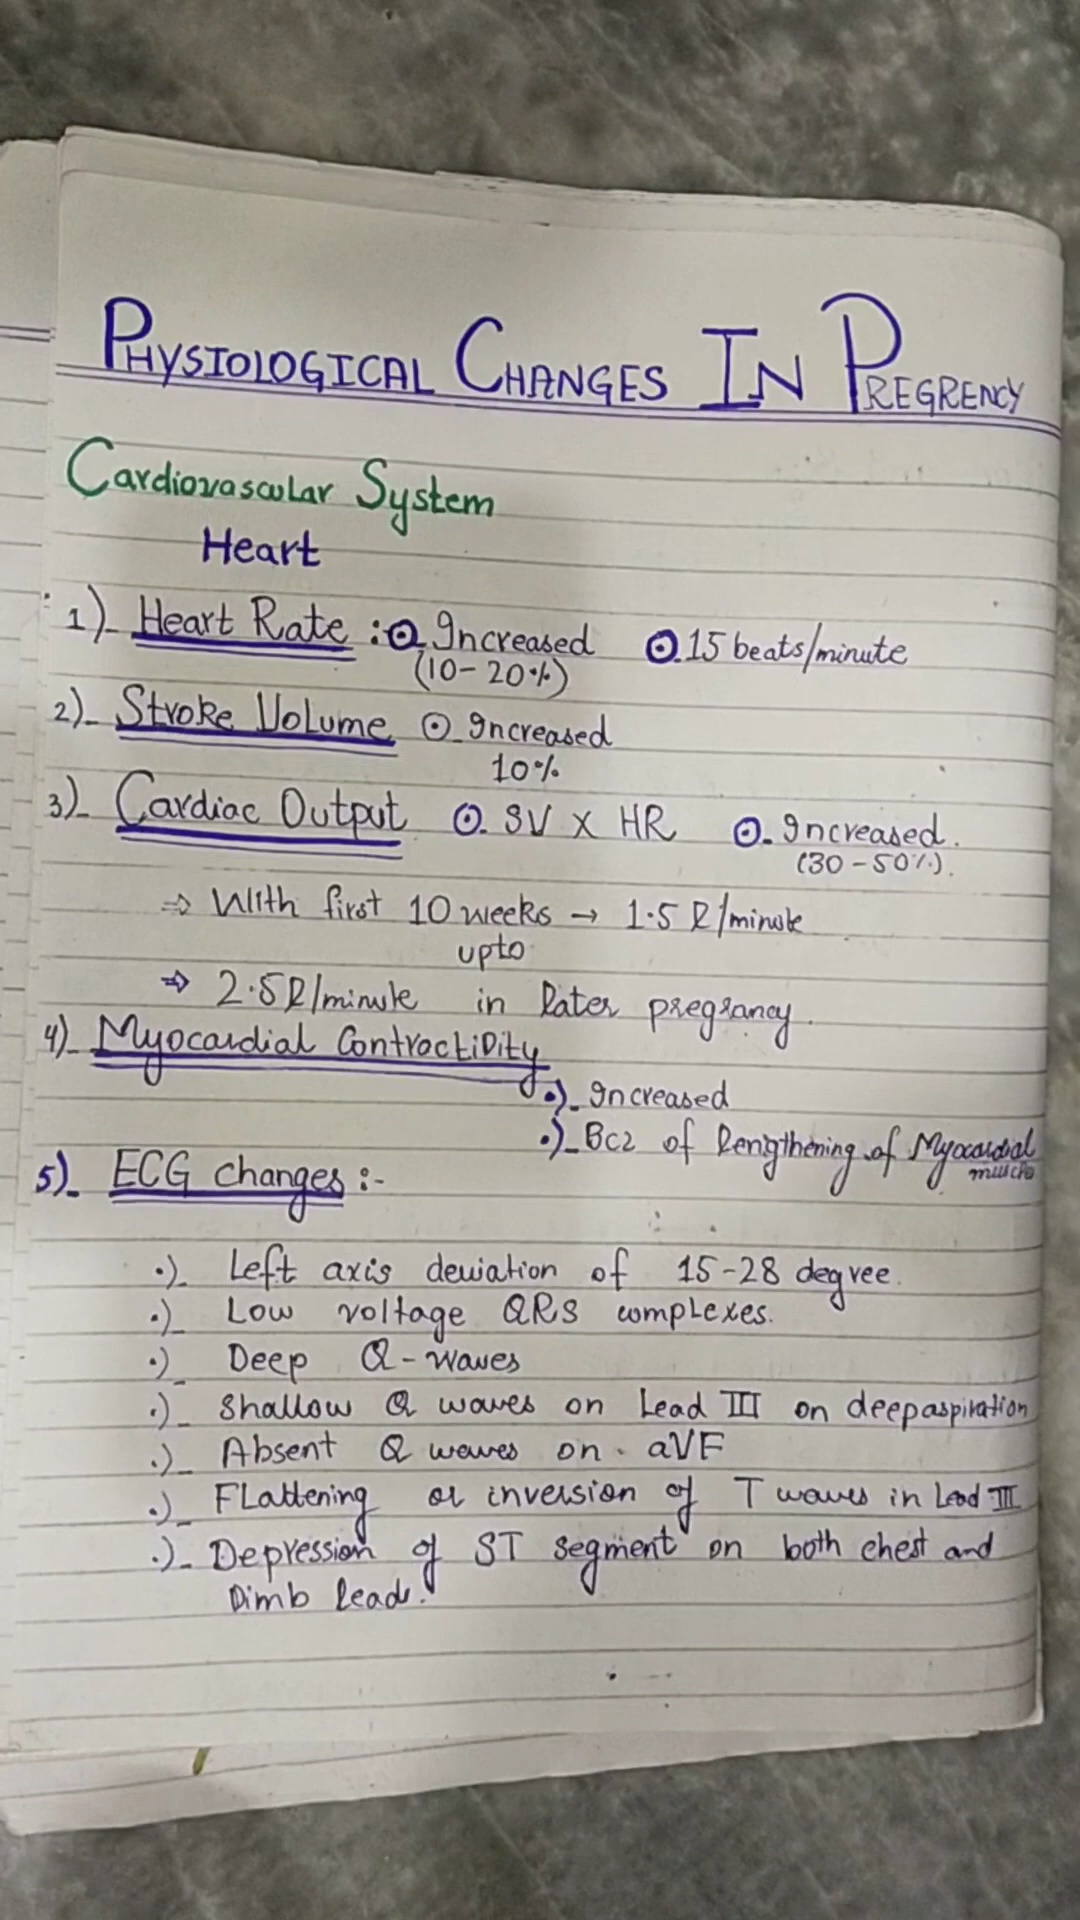 PHYSIOLOGICAL CHANGES IN PREGRENCY
Cardiovascular System
Heart
1) Heart Rate : Increased 15 beats/minute
(10-20%)
2) Stroke Volume Increased
10%
3) Cardiac Output SV X HR Increased.
(30-50%).
⇒ With first 10 weeks → 1.5 l/minute
upto
⇒ 2.5 l/minute in later pregnancy.
4) Myocardial Contractility
•) Increased
•) Bcz of lengthening of Myocardial
muscle
5) ECG changes :-
•) Left axis deviation of 15-28 degree.
•) Low voltage QRS complexes.
•) Deep Q-waves
•) Shallow Q waves on Lead III on deepaspiration
•) Absent Q waves on aVF
•) Flattening or inversion of T waves in Lead III
•) Depression of ST segment on both chest and
limb leads.